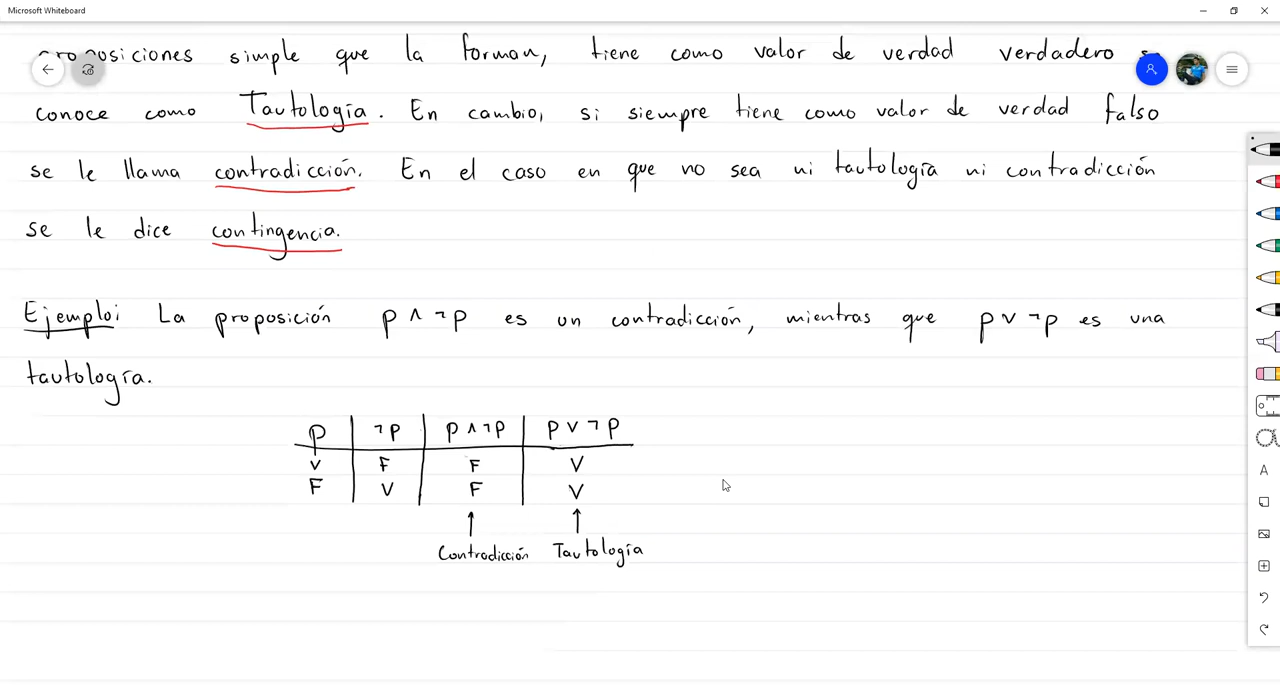 Microsoft Whiteboard
proposiciones simple que la forman, tiene como valor de verdad verdadero se
conoce como Tautología. En cambio, si siempre tiene como valor de verdad falso
se le llama contradicción. En el caso en que no sea ni tautología ni contradicción
se le dice contingencia.
Ejemplo: La proposición p ∧ ¬p es un contradicción, mientras que p ∨ ¬p es una
tautología.
p ¬p p ∧ ¬p p ∨ ¬p
V F F V
F V F V
↑ ↑
Contradicción Tautología
A